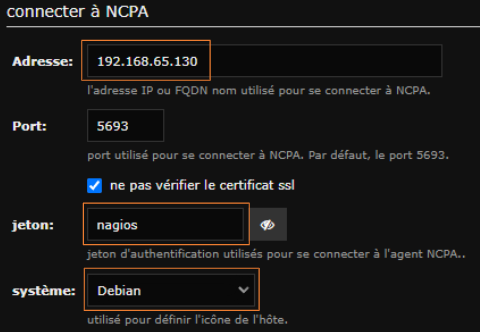 connecter à NCPA
Adresse: 192.168.65.130
l'adresse IP ou FQDN nom utilisé pour se connecter à NCPA.
Port: 5693
port utilisé pour se connecter à NCPA. Par défaut, le port 5693.
ne pas vérifier le certificat ssl
jeton: nagios
jeton d'authentification utilisés pour se connecter à l'agent NCPA..
système: Debian
utilisé pour définir l'icône de l'hôte.